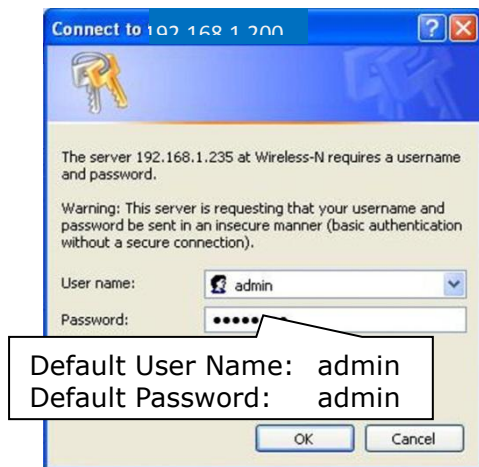 Connect to 192.168.1.200
The server 192.168.1.235 at Wireless-N requires a username
and password.
Warning: This server is requesting that your username and
password be sent in an insecure manner (basic authentication
without a secure connection).
User name: admin
Password:
Default User Name: admin
Default Password: admin
OK Cancel